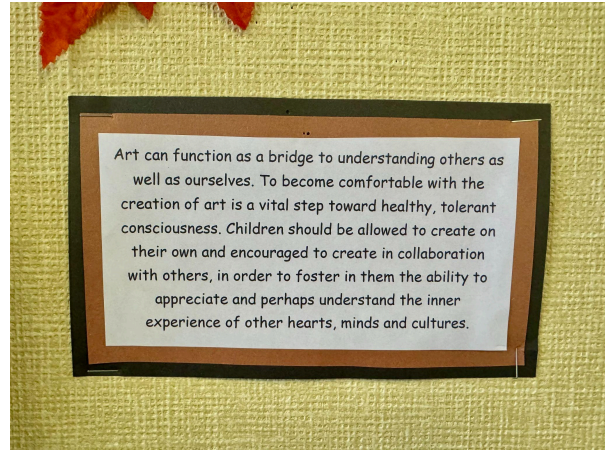 Art can function as a bridge to understanding others as
well as ourselves. To become comfortable with the
creation of art is a vital step toward healthy, tolerant
consciousness. Children should be allowed to create on
their own and encouraged to create in collaboration
with others, in order to foster in them the ability to
appreciate and perhaps understand the inner
experience of other hearts, minds and cultures.